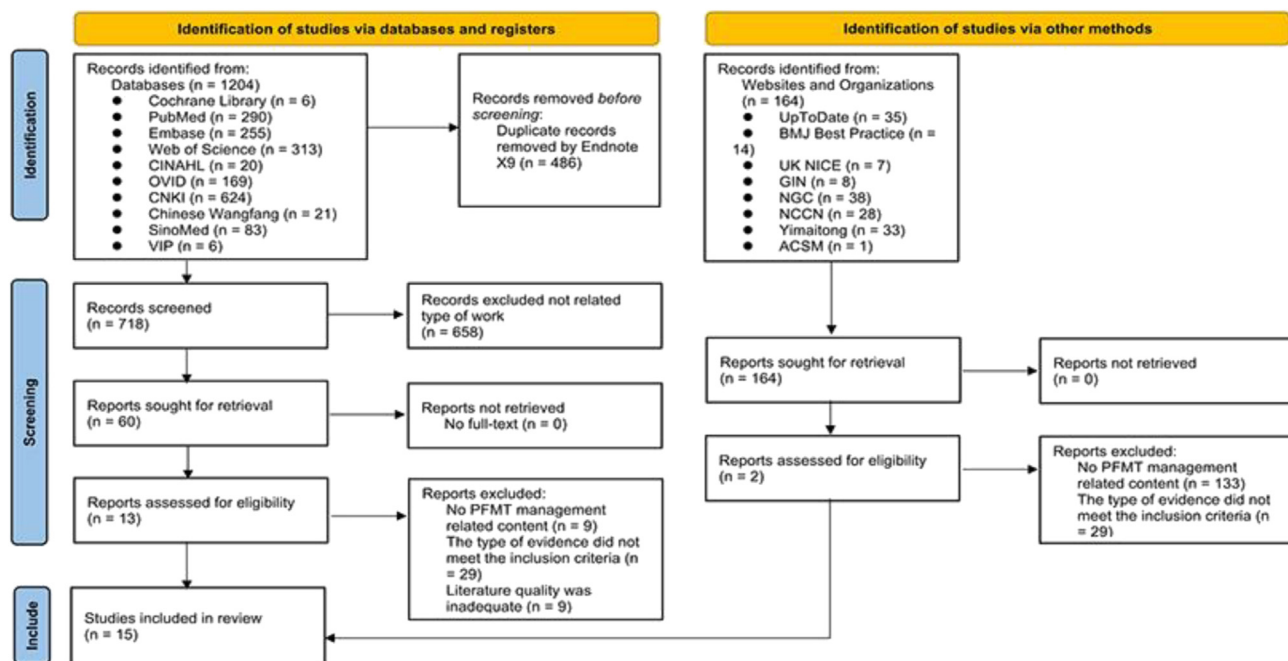 Identification of studies via databases and registers
Identification of studies via other methods
Identification
Records identified from:
Databases (n = 1204)
● Cochrane Library (n = 6)
● PubMed (n = 290)
● Embase (n = 255)
● Web of Science (n = 313)
● CINAHL (n = 20)
● OVID (n = 169)
● CNKI (n = 624)
● Chinese Wangfang (n = 21)
● SinoMed (n = 83)
● VIP (n = 6)
Records removed before
screening:
Duplicate records
removed by Endnote
X9 (n = 486)
Records identified from:
Websites and Organizations
(n = 164)
● UpToDate (n = 35)
● BMJ Best Practice (n =
14)
● UK NICE (n = 7)
● GIN (n = 8)
● NGC (n = 38)
● NCCN (n = 28)
● Yimaitong (n = 33)
● ACSM (n = 1)
Screening
Records screened
(n = 718)
Records excluded not related
type of work
(n = 658)
Reports sought for retrieval
(n = 60)
Reports not retrieved
No full-text (n = 0)
Reports assessed for eligibility
(n = 13)
Reports excluded:
No PFMT management
related content (n = 9)
The type of evidence did not
meet the inclusion criteria (n
= 29)
Literature quality was
inadequate (n = 9)
Reports sought for retrieval
(n = 164)
Reports not retrieved
(n = 0)
Reports assessed for eligibility
(n = 2)
Reports excluded:
No PFMT management
related content (n = 133)
The type of evidence did not
meet the inclusion criteria (n
= 29)
Include
Studies included in review
(n = 15)